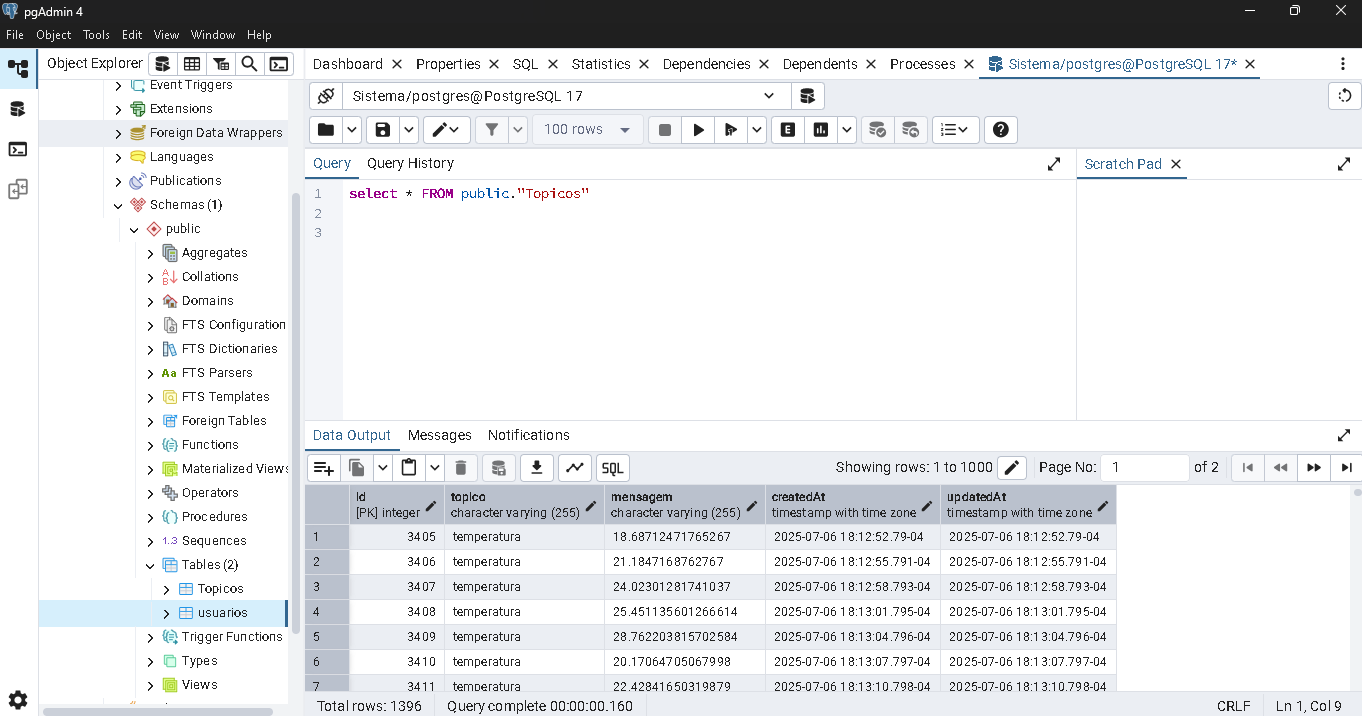 pgAdmin 4
File Object Tools Edit View Window Help
Object Explorer
Event Triggers
Extensions
Foreign Data Wrappers
Languages
Publications
Schemas (1)
public
Aggregates
Collations
Domains
FTS Configuration
FTS Dictionaries
Aa FTS Parsers
FTS Templates
Foreign Tables
Functions
Materialized Views
Operators
Procedures
1..3 Sequences
Tables (2)
Topicos
usuarios
Trigger Functions
Types
Views
Dashboard Properties SQL Statistics Dependencies Dependents Processes Sistema/postgres@PostgreSQL 17*
Sistema/postgres@PostgreSQL 17
100 rows
Query Query History
Scratch Pad
1 select * FROM public."Topicos"
2
3
Data Output Messages Notifications
SQL Showing rows: 1 to 1000 Page No: 1 of 2
id topico mensagem createdAt updatedAt
[PK] integer character varying (255) character varying (255) timestamp with time zone timestamp with time zone
1 3405 temperatura 18.68712471765267 2025-07-06 18:12:52.79-04 2025-07-06 18:12:52.79-04
2 3406 temperatura 21.1847168762767 2025-07-06 18:12:55.791-04 2025-07-06 18:12:55.791-04
3 3407 temperatura 24.02301281741037 2025-07-06 18:12:58.793-04 2025-07-06 18:12:58.793-04
4 3408 temperatura 25.451135601266614 2025-07-06 18:13:01.795-04 2025-07-06 18:13:01.795-04
5 3409 temperatura 28.762203815702584 2025-07-06 18:13:04.796-04 2025-07-06 18:13:04.796-04
6 3410 temperatura 20.17064705067998 2025-07-06 18:13:07.797-04 2025-07-06 18:13:07.797-04
7 3411 temperatura 22.42841650319879 2025-07-06 18:13:10.798-04 2025-07-06 18:13:10.798-04
Total rows: 1396 Query complete 00:00:00.160 CRLF Ln 1, Col 9